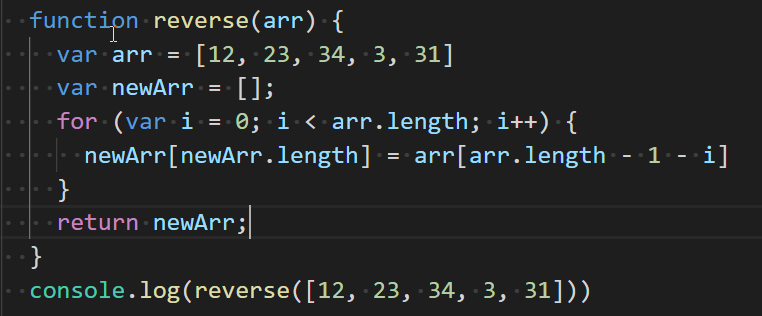 function reverse(arr) {
var arr = [12, 23, 34, 3, 31]
var newArr = [];
for (var i = 0; i < arr.length; i++) {
newArr[newArr.length] = arr[arr.length - 1 - i]
}
return newArr;
}
console.log(reverse([12, 23, 34, 3, 31]))